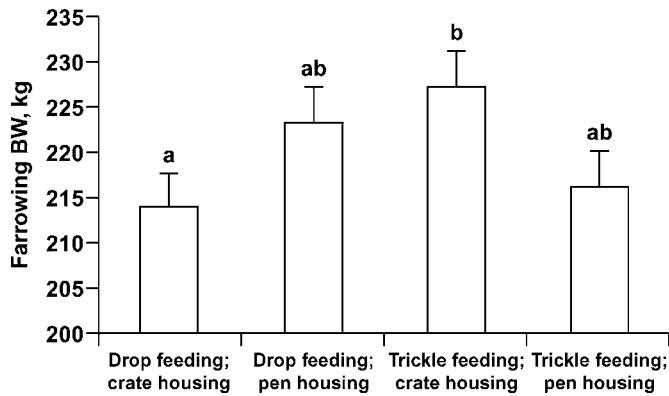 Farrowing BW, kg
235
230
225
220
215
210
205
200
a
ab
b
ab
Drop feeding;
crate housing
Drop feeding;
pen housing
Trickle feeding;
crate housing
Trickle feeding;
pen housing